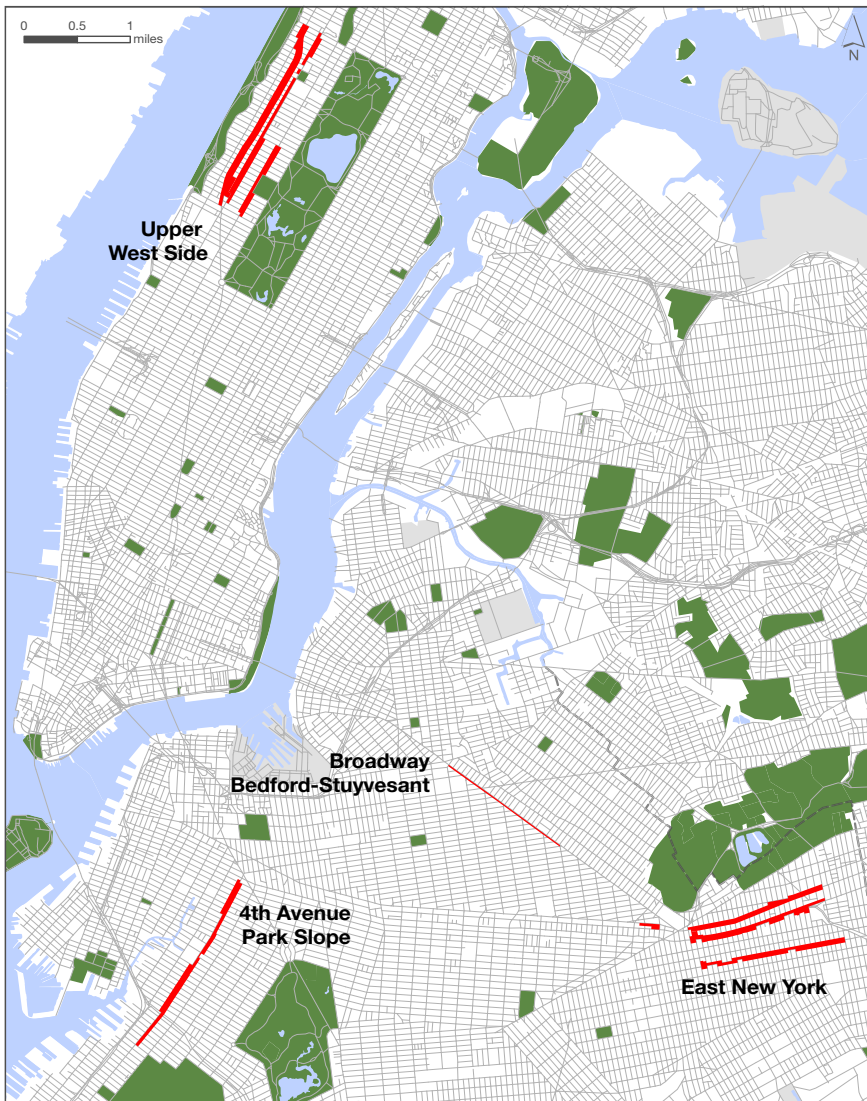 0 0.5 1
miles
N
Upper
West Side
Broadway
Bedford-Stuyvesant
4th Avenue
Park Slope
East New York